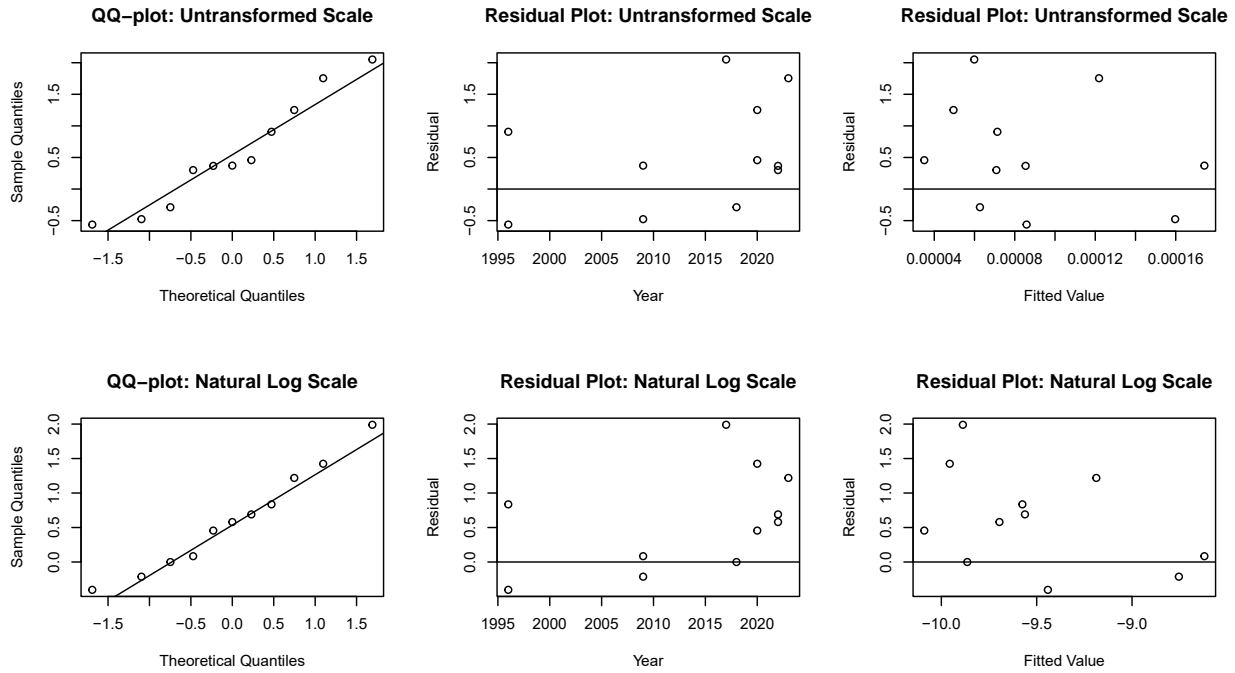 QQ−plot: Untransformed Scale
Sample Quantiles
−0.5 0.5 1.5
−1.5 −0.5 0.0 0.5 1.0 1.5
Theoretical Quantiles
Residual Plot: Untransformed Scale
Residual
−0.5 0.5 1.5
1995 2000 2005 2010 2015 2020
Year
Residual Plot: Untransformed Scale
Residual
−0.5 0.5 1.5
0.00004 0.00008 0.00012 0.00016
Fitted Value
QQ−plot: Natural Log Scale
Sample Quantiles
0.0 0.5 1.0 1.5 2.0
−1.5 −0.5 0.0 0.5 1.0 1.5
Theoretical Quantiles
Residual Plot: Natural Log Scale
Residual
0.0 0.5 1.0 1.5 2.0
1995 2000 2005 2010 2015 2020
Year
Residual Plot: Natural Log Scale
Residual
0.0 0.5 1.0 1.5 2.0
−10.0 −9.5 −9.0
Fitted Value